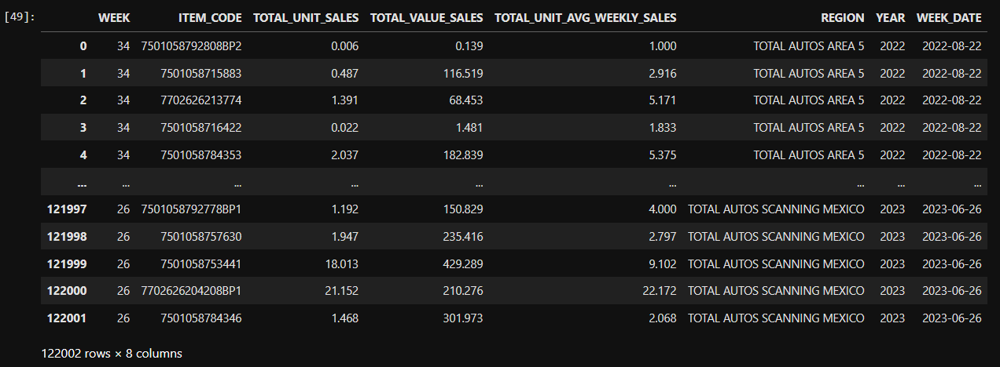 [49]: WEEK ITEM_CODE TOTAL_UNIT_SALES TOTAL_VALUE_SALES TOTAL_UNIT_AVG_WEEKLY_SALES REGION YEAR WEEK_DATE
0 34 7501058792808BP2 0.006 0.139 1.000 TOTAL AUTOS AREA 5 2022 2022-08-22
1 34 7501058715883 0.487 116.519 2.916 TOTAL AUTOS AREA 5 2022 2022-08-22
2 34 7702626213774 1.391 68.453 5.171 TOTAL AUTOS AREA 5 2022 2022-08-22
3 34 7501058716422 0.022 1.481 1.833 TOTAL AUTOS AREA 5 2022 2022-08-22
4 34 7501058784353 2.037 182.839 5.375 TOTAL AUTOS AREA 5 2022 2022-08-22
... ... ... ... ... ... ... ... ...
121997 26 7501058792778BP1 1.192 150.829 4.000 TOTAL AUTOS SCANNING MEXICO 2023 2023-06-26
121998 26 7501058757630 1.947 235.416 2.797 TOTAL AUTOS SCANNING MEXICO 2023 2023-06-26
121999 26 7501058753441 18.013 429.289 9.102 TOTAL AUTOS SCANNING MEXICO 2023 2023-06-26
122000 26 7702626204208BP1 21.152 210.276 22.172 TOTAL AUTOS SCANNING MEXICO 2023 2023-06-26
122001 26 7501058784346 1.468 301.973 2.068 TOTAL AUTOS SCANNING MEXICO 2023 2023-06-26
122002 rows × 8 columns